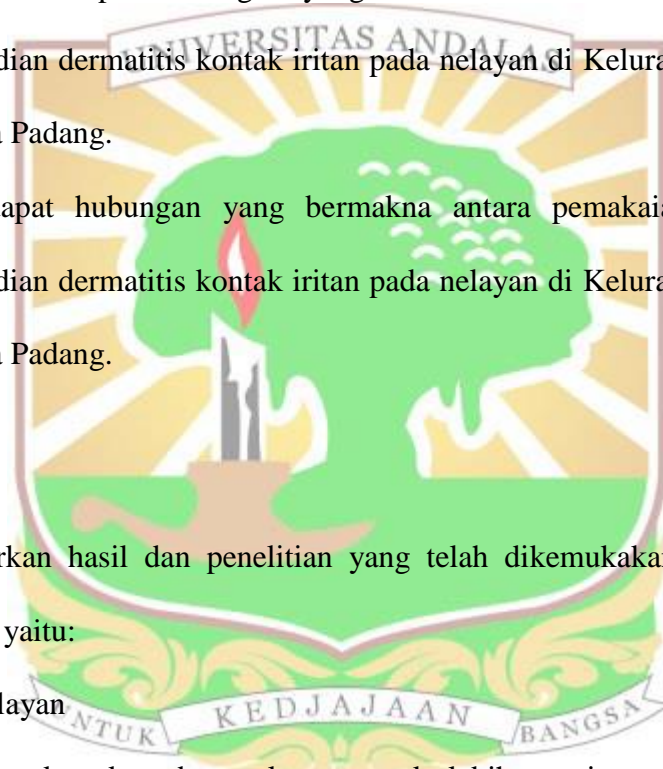 UNIVERSITAS ANDALAS
dian dermatitis kontak iritan pada nelayan di Kelura
a Padang.
apat hubungan yang bermakna antara pemakaia
dian dermatitis kontak iritan pada nelayan di Kelura
a Padang.
rkan hasil dan penelitian yang telah dikemukakan
yaitu:
layan
UNTUK KEDJAJAAN BANGSA